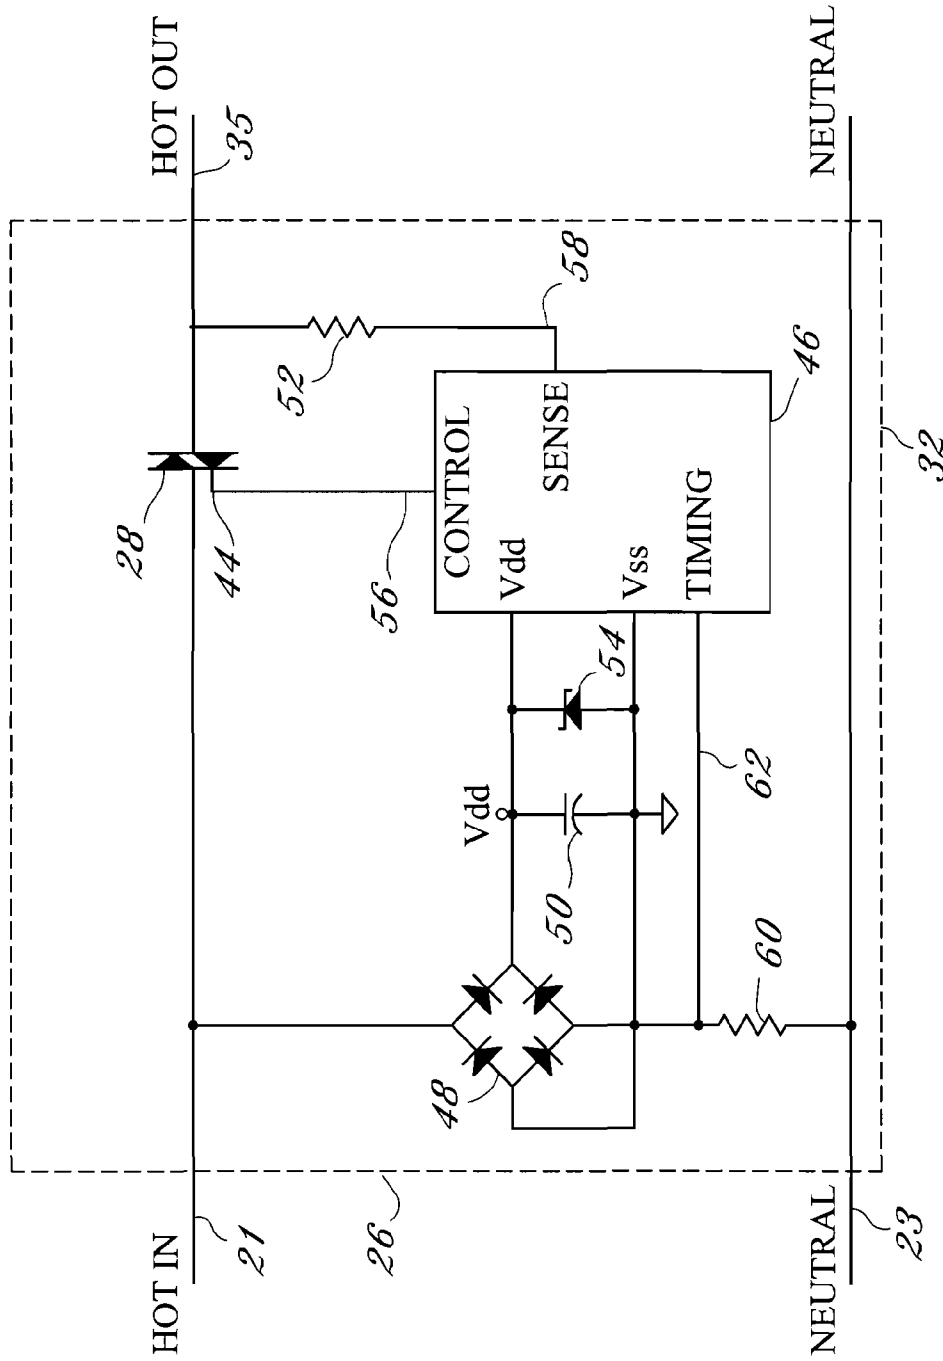 HOT IN
21
26
HOT OUT
35
28
44
56
52
58
CONTROL
SENSE
Vdd
Vss
TIMING
46
32
Vdd
54
50
62
48
60
NEUTRAL
23
NEUTRAL